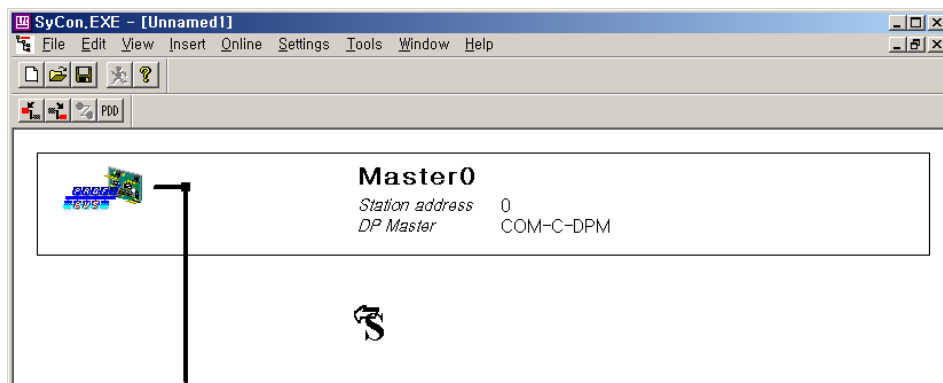 SyCon.EXE - [Unnamed1]
File Edit View Insert Online Settings Tools Window Help
PDD
Master0
Station address 0
DP Master COM-C-DPM
S